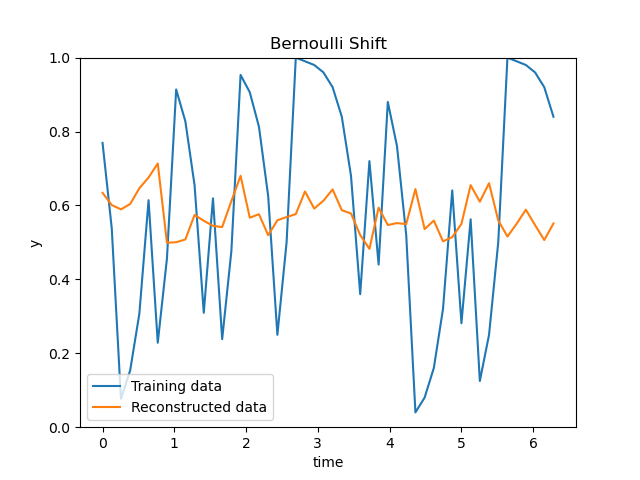 Bernoulli Shift
1.0
0.8
0.6
0.4
0.2
0.0
y
Training data
Reconstructed data
0 1 2 3 4 5 6
time